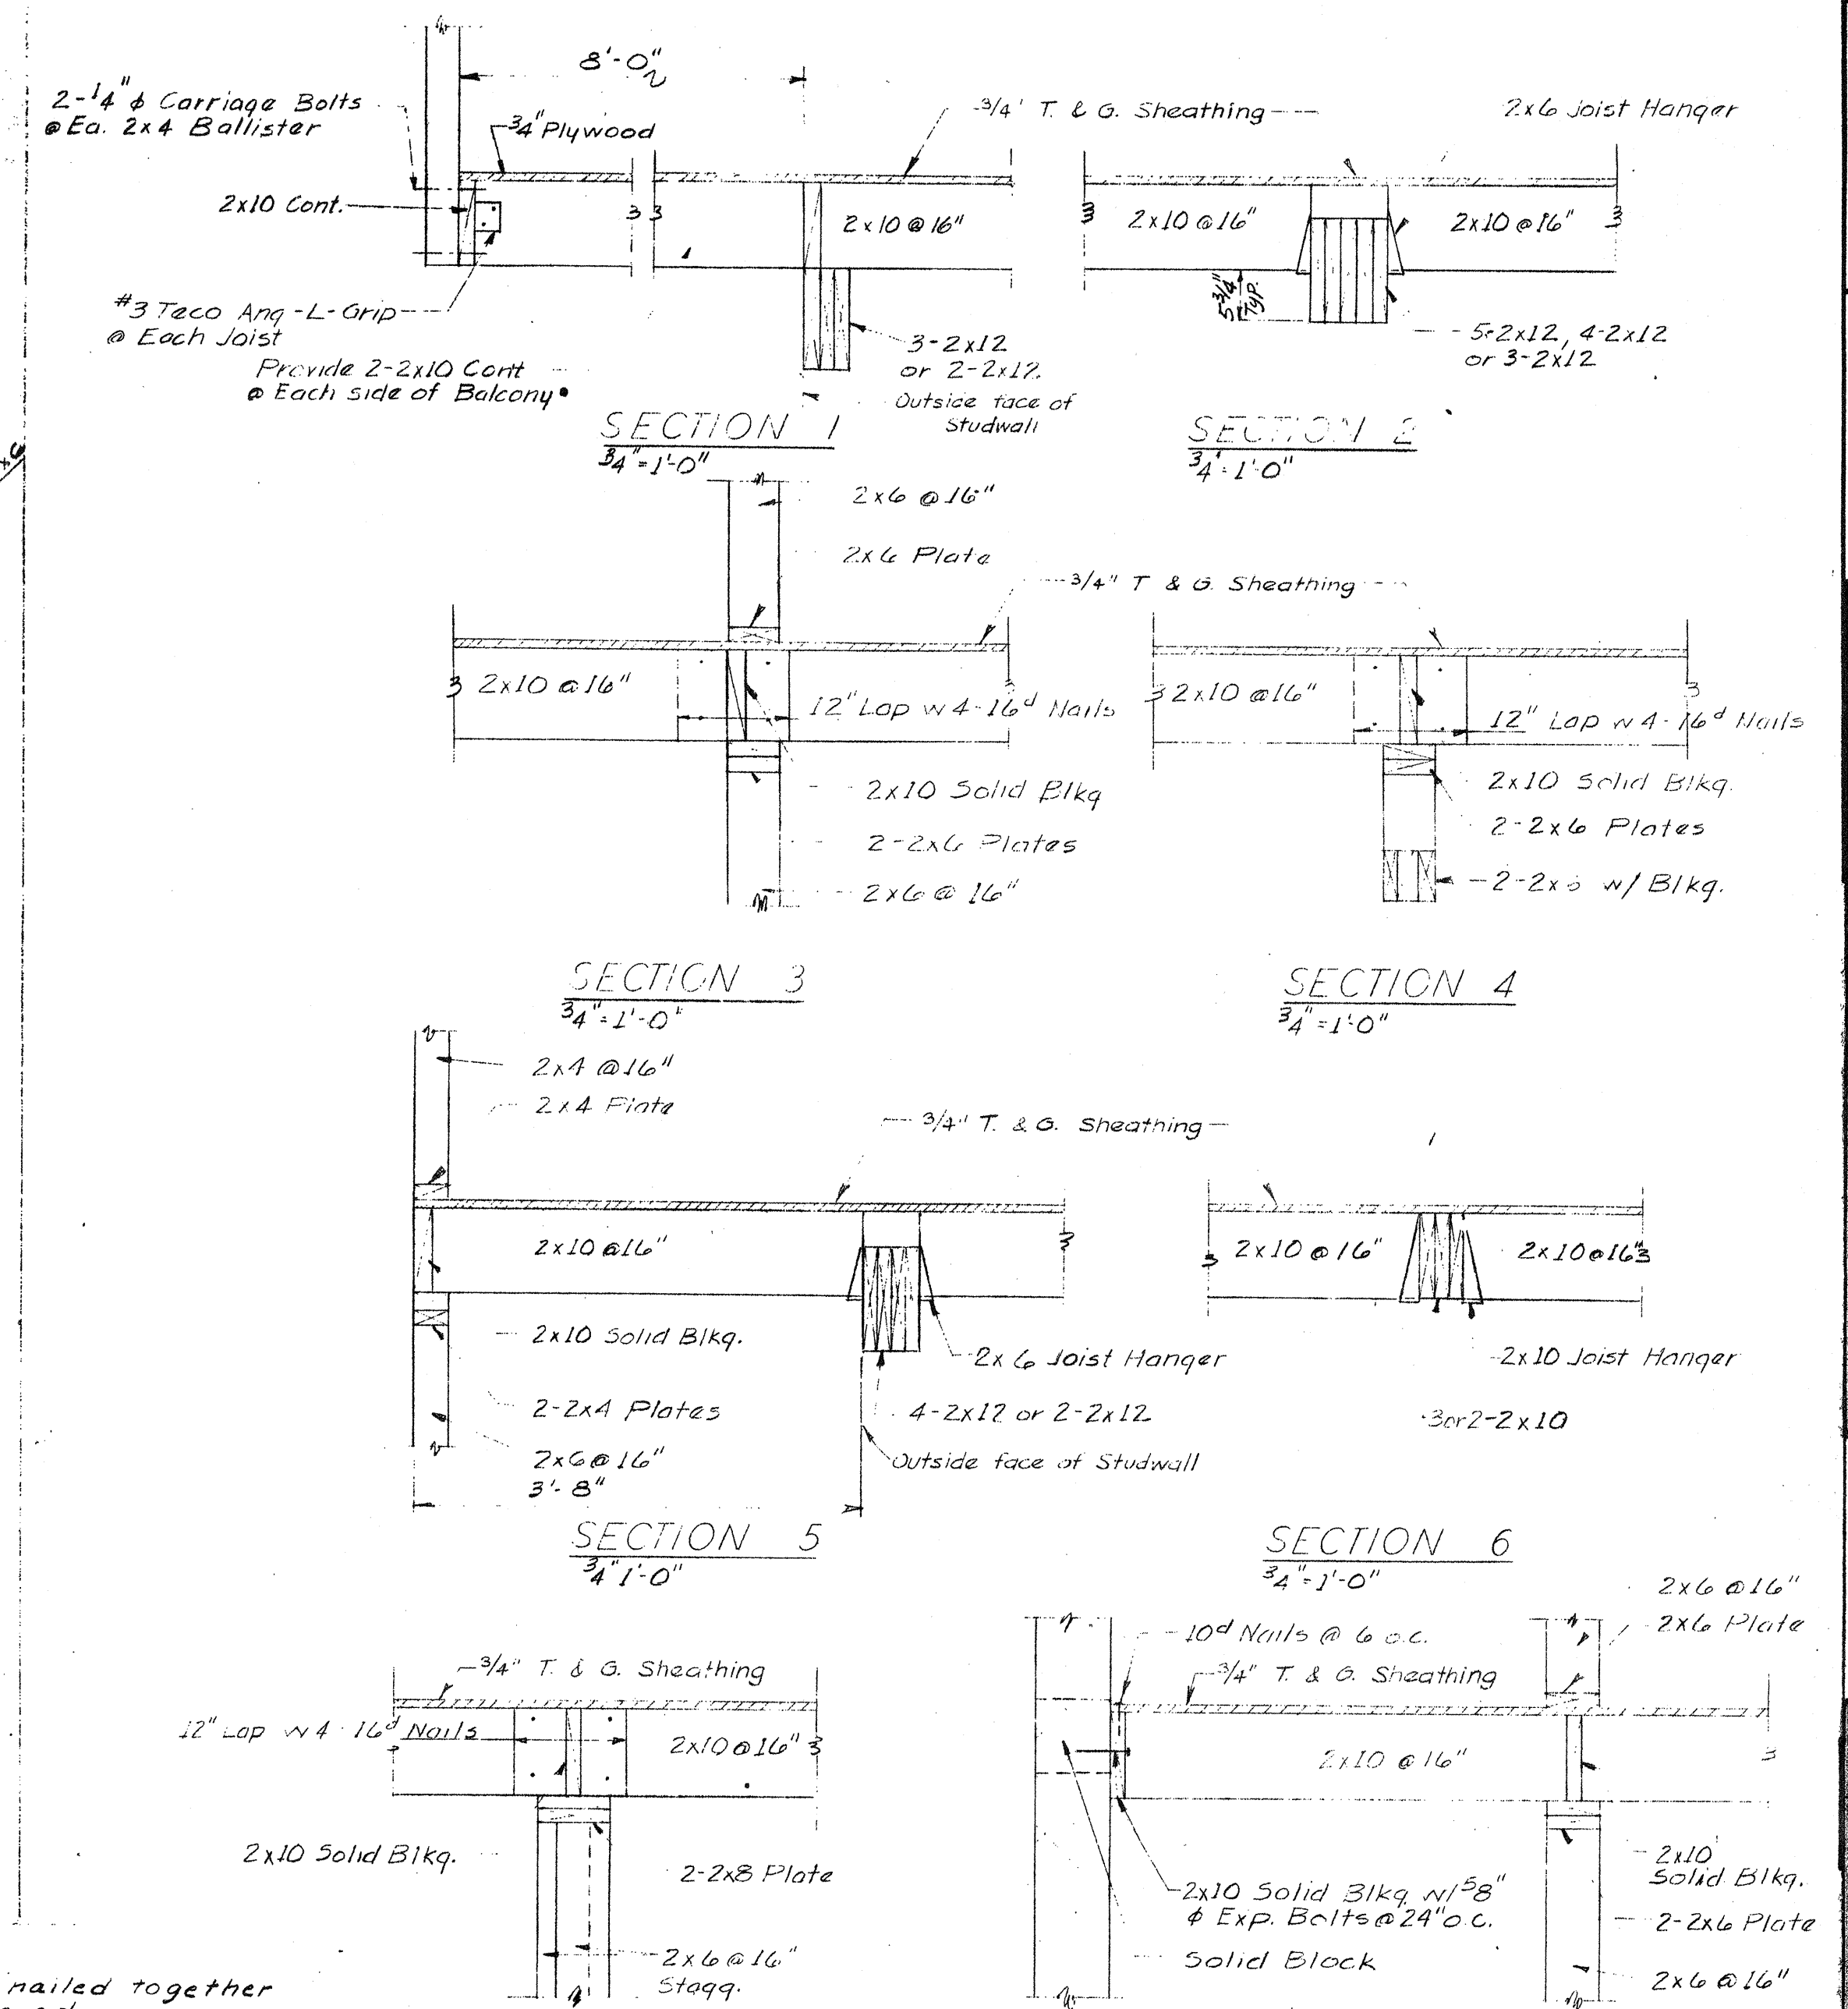 8'-0"
2-1/4" ϕ Carriage Bolts
@ Ea. 2x4 Ballister
3/4" Plywood
3/4' T. & G. Sheathing
2x6 Joist Hanger
2x10 Cont.
2x10 @ 16"
2x10 @ 16"
2x10 @ 16"
#3 Teco Ang-L-Grip
@ Each Joist
5 3/4"
Typ.
Provide 2-2x10 Cont
@ Each side of Balcony
3-2x12
or 2-2x12.
Outside face of
Studwall
5-2x12, 4-2x12
or 3-2x12
SECTION 1
3/4"=1'-0"
SECTION 2
3/4'=1'-0"
2x6 @ 16"
2x6 Plate
3/4" T & G. Sheathing
2x10 @ 16"
12" Lap w 4-16d Nails
2x10 @ 16"
12" Lap w 4-16d Nails
2x10 Solid Blkg
2-2x6 Plates
2x6 @ 16"
2x10 Solid Blkg.
2-2x6 Plates
w/ Blkg.
SECTION 3
3/4"=1'-0"
SECTION 4
3/4"=1'-0"
2x4 @ 16"
2x4 Plate
3/4" T. & G. Sheathing
2x10 @ 16"
2x10 @ 16"
2x10 @ 16"
2x10 Solid Blkg.
2x6 Joist Hanger
2x10 Joist Hanger
2-2x4 Plates
4-2x12 or 2-2x12
3 or 2-2x10
2x6 @ 16"
Outside face of Studwall
3'-8"
SECTION 5
3/4" 1'-0"
SECTION 6
3/4"=1'-0"
2x6 @ 16"
2x6 Plate
10d Nails @ 6 o.c.
3/4" T. & G. Sheathing
3/4" T. & G. Sheathing
12" Lap w 4-16d Nails
2x10 @ 16"
2x10 @ 16"
2x10 Solid Blkg.
2-2x8 Plate
2x10 Solid Blkg. w/ 5/8"
ϕ Exp. Bolts @ 24" o.c.
Solid Block
2x10
Solid Blkg.
2-2x6 Plate
2x6 @ 16"
2x6 @ 16"
Stagg.
nailed together